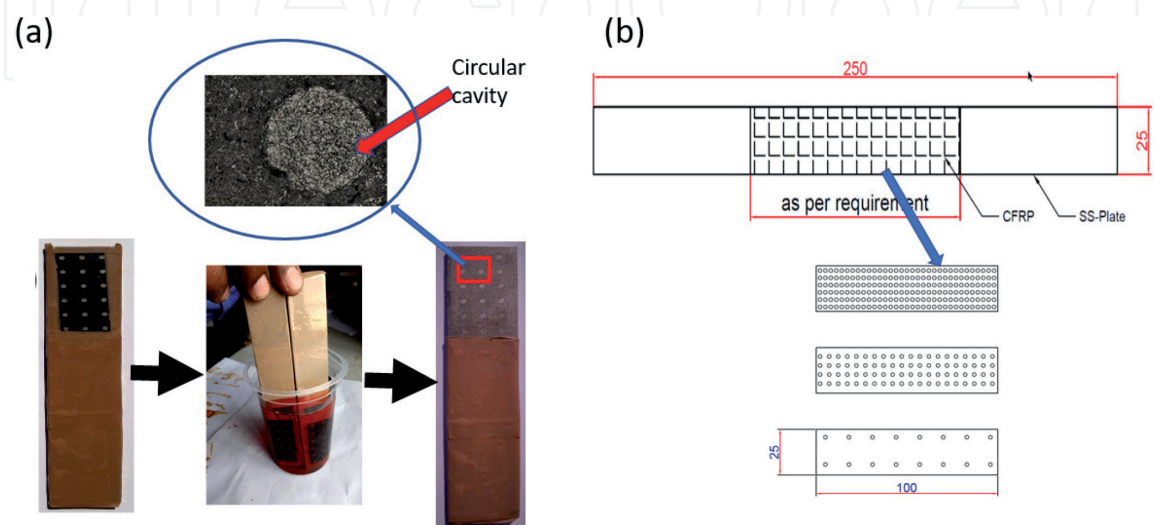 (a)
Circular
cavity
(b)
250
25
as per requirement
CFRP
SS-Plate
25
100